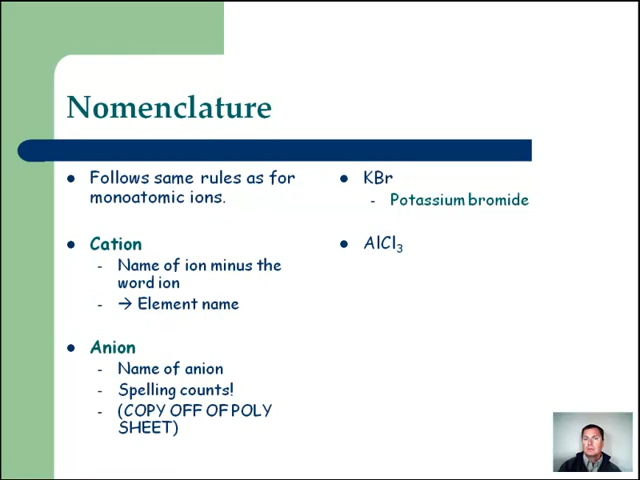 Nomenclature
● Follows same rules as for
monoatomic ions.
● Cation
- Name of ion minus the
word ion
- → Element name
● Anion
- Name of anion
- Spelling counts!
- (COPY OFF OF POLY
SHEET)
● KBr
- Potassium bromide
● AlCl₃